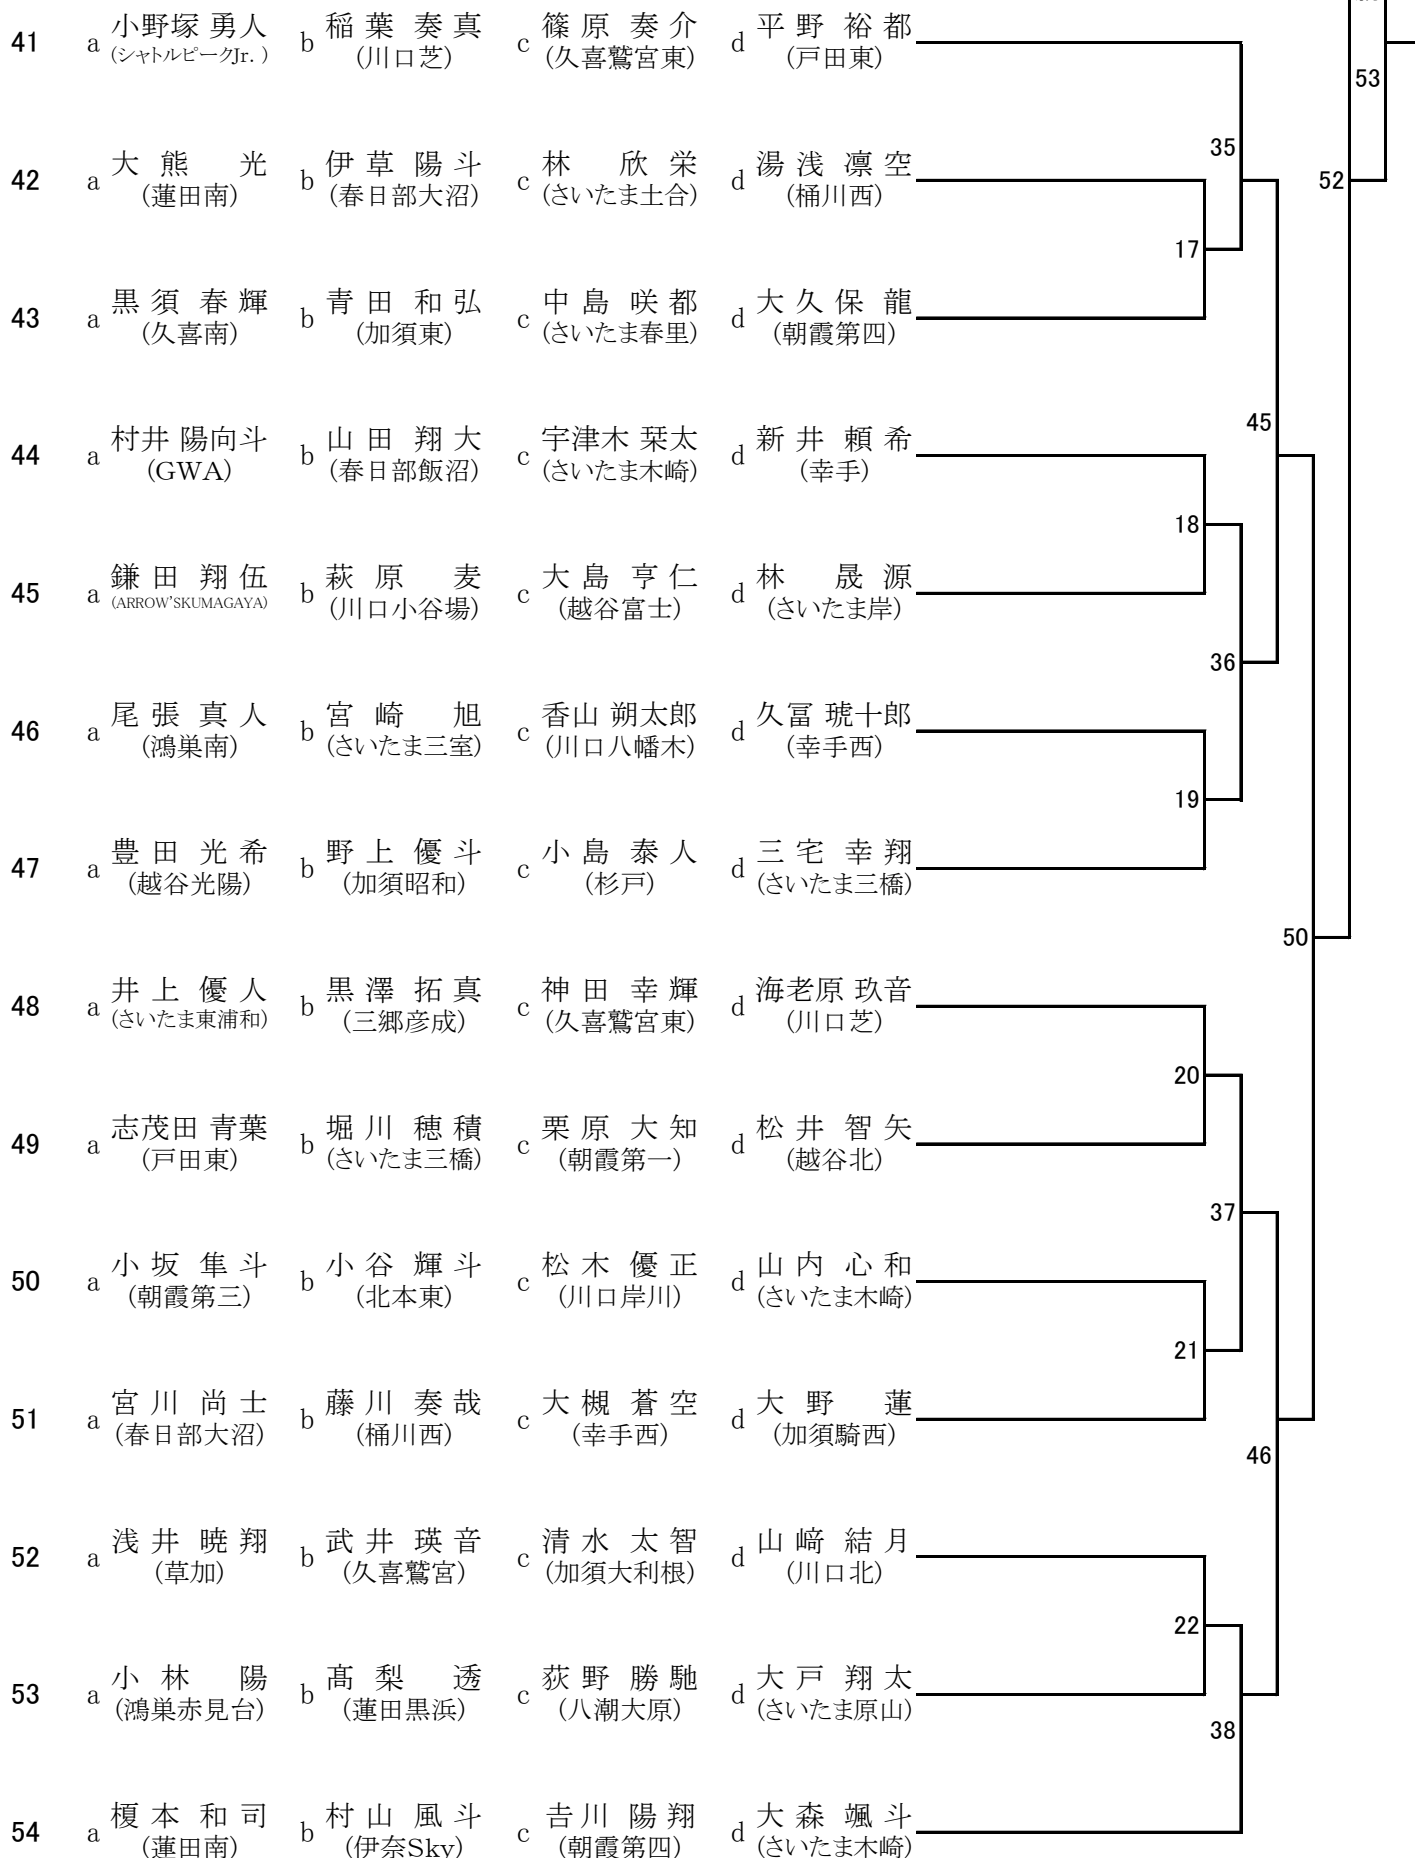 41 a 小野塚 勇人 b 稲葉 奏真 c 篠原 奏介 d 平野 裕都
(シャトルピークJr.) (川口芝) (久喜鷲宮東) (戸田東)
53
35
42 a 大熊 光 b 伊草 陽斗 c 林 欣栄 d 湯浅 凛空
52
(蓮田南) (春日部大沼) (さいたま土合) (桶川西)
17
43 a 黒須 春輝 b 青田 和弘 c 中島 咲都 d 大久保 龍
(久喜南) (加須東) (さいたま春里) (朝霞第四)
45
44 a 村井 陽向斗 b 山田 翔大 c 宇津木 栞太 d 新井 頼希
(GWA) (春日部飯沼) (さいたま木崎) (幸手)
18
45 a 鎌田 翔伍 b 萩原 麦 c 大島 亨仁 d 林 晟源
(ARROW'SKUMAGAYA) (川口小谷場) (越谷富士) (さいたま岸)
36
46 a 尾張 真人 b 宮崎 旭 c 香山 朔太郎 d 久冨 琥十郎
(鴻巣南) (さいたま三室) (川口八幡木) (幸手西)
19
47 a 豊田 光希 b 野上 優斗 c 小島 泰人 d 三宅 幸翔
(越谷光陽) (加須昭和) (杉戸) (さいたま三橋)
50
48 a 井上 優人 b 黒澤 拓真 c 神田 幸輝 d 海老原 玖音
(さいたま東浦和) (三郷彦成) (久喜鷲宮東) (川口芝)
20
49 a 志茂田 青葉 b 堀川 穂積 c 栗原 大知 d 松井 智矢
(戸田東) (さいたま三橋) (朝霞第一) (越谷北)
37
50 a 小坂 隼斗 b 小谷 輝斗 c 松木 優正 d 山内 心和
(朝霞第三) (北本東) (川口岸川) (さいたま木崎)
21
51 a 宮川 尚士 b 藤川 奏哉 c 大槻 蒼空 d 大野 蓮
(春日部大沼) (桶川西) (幸手西) (加須騎西)
46
52 a 浅井 暁翔 b 武井 瑛音 c 清水 太智 d 山﨑 結月
(草加) (久喜鷲宮) (加須大利根) (川口北)
22
53 a 小林 陽 b 髙梨 透 c 荻野 勝馳 d 大戸 翔太
(鴻巣赤見台) (蓮田黒浜) (八潮大原) (さいたま原山)
38
54 a 榎本 和司 b 村山 風斗 c 𠮷川 陽翔 d 大森 颯斗
(蓮田南) (伊奈Sky) (朝霞第四) (さいたま木崎)